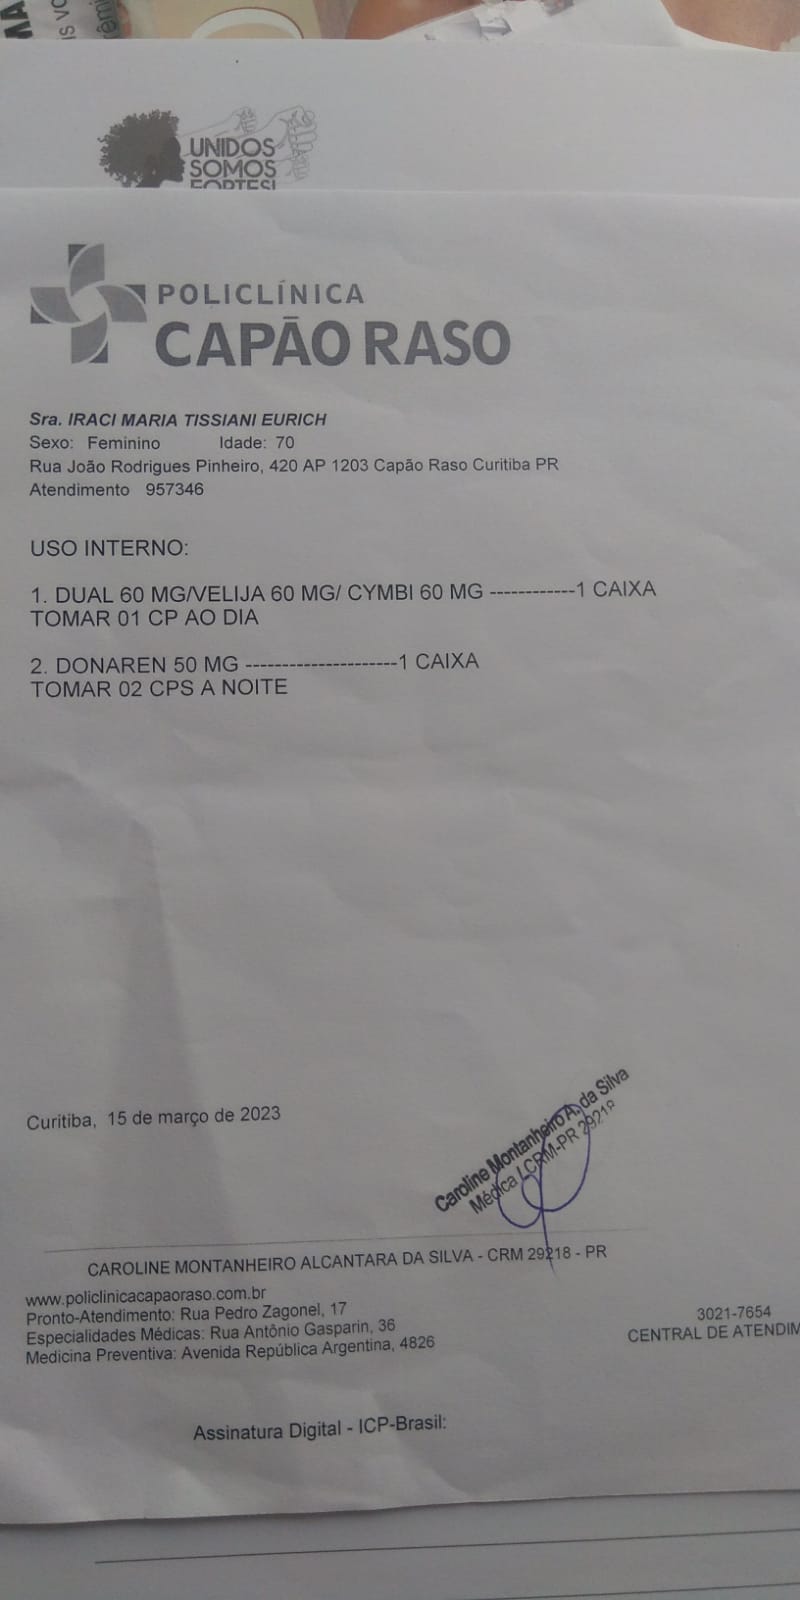 UNIDOS
SOMOS
FORTES!
POLICLÍNICA
CAPÃO RASO
Sra. IRACI MARIA TISSIANI EURICH
Sexo: Feminino Idade: 70
Rua João Rodrigues Pinheiro, 420 AP 1203 Capão Raso Curitiba PR
Atendimento 957346
USO INTERNO:
1. DUAL 60 MG/VELIJA 60 MG/ CYMBI 60 MG ------------1 CAIXA
TOMAR 01 CP AO DIA
2. DONAREN 50 MG ---------------------1 CAIXA
TOMAR 02 CPS A NOITE
Curitiba, 15 de março de 2023
Caroline Montanheiro A. da Silva
Médica LCRM-PR 29218
CAROLINE MONTANHEIRO ALCANTARA DA SILVA - CRM 29218 - PR
www.policlinicacapaoraso.com.br
Pronto-Atendimento: Rua Pedro Zagonel, 17
Especialidades Médicas: Rua Antônio Gasparin, 36
Medicina Preventiva: Avenida República Argentina, 4826
3021-7654
CENTRAL DE ATENDIM
Assinatura Digital - ICP-Brasil: